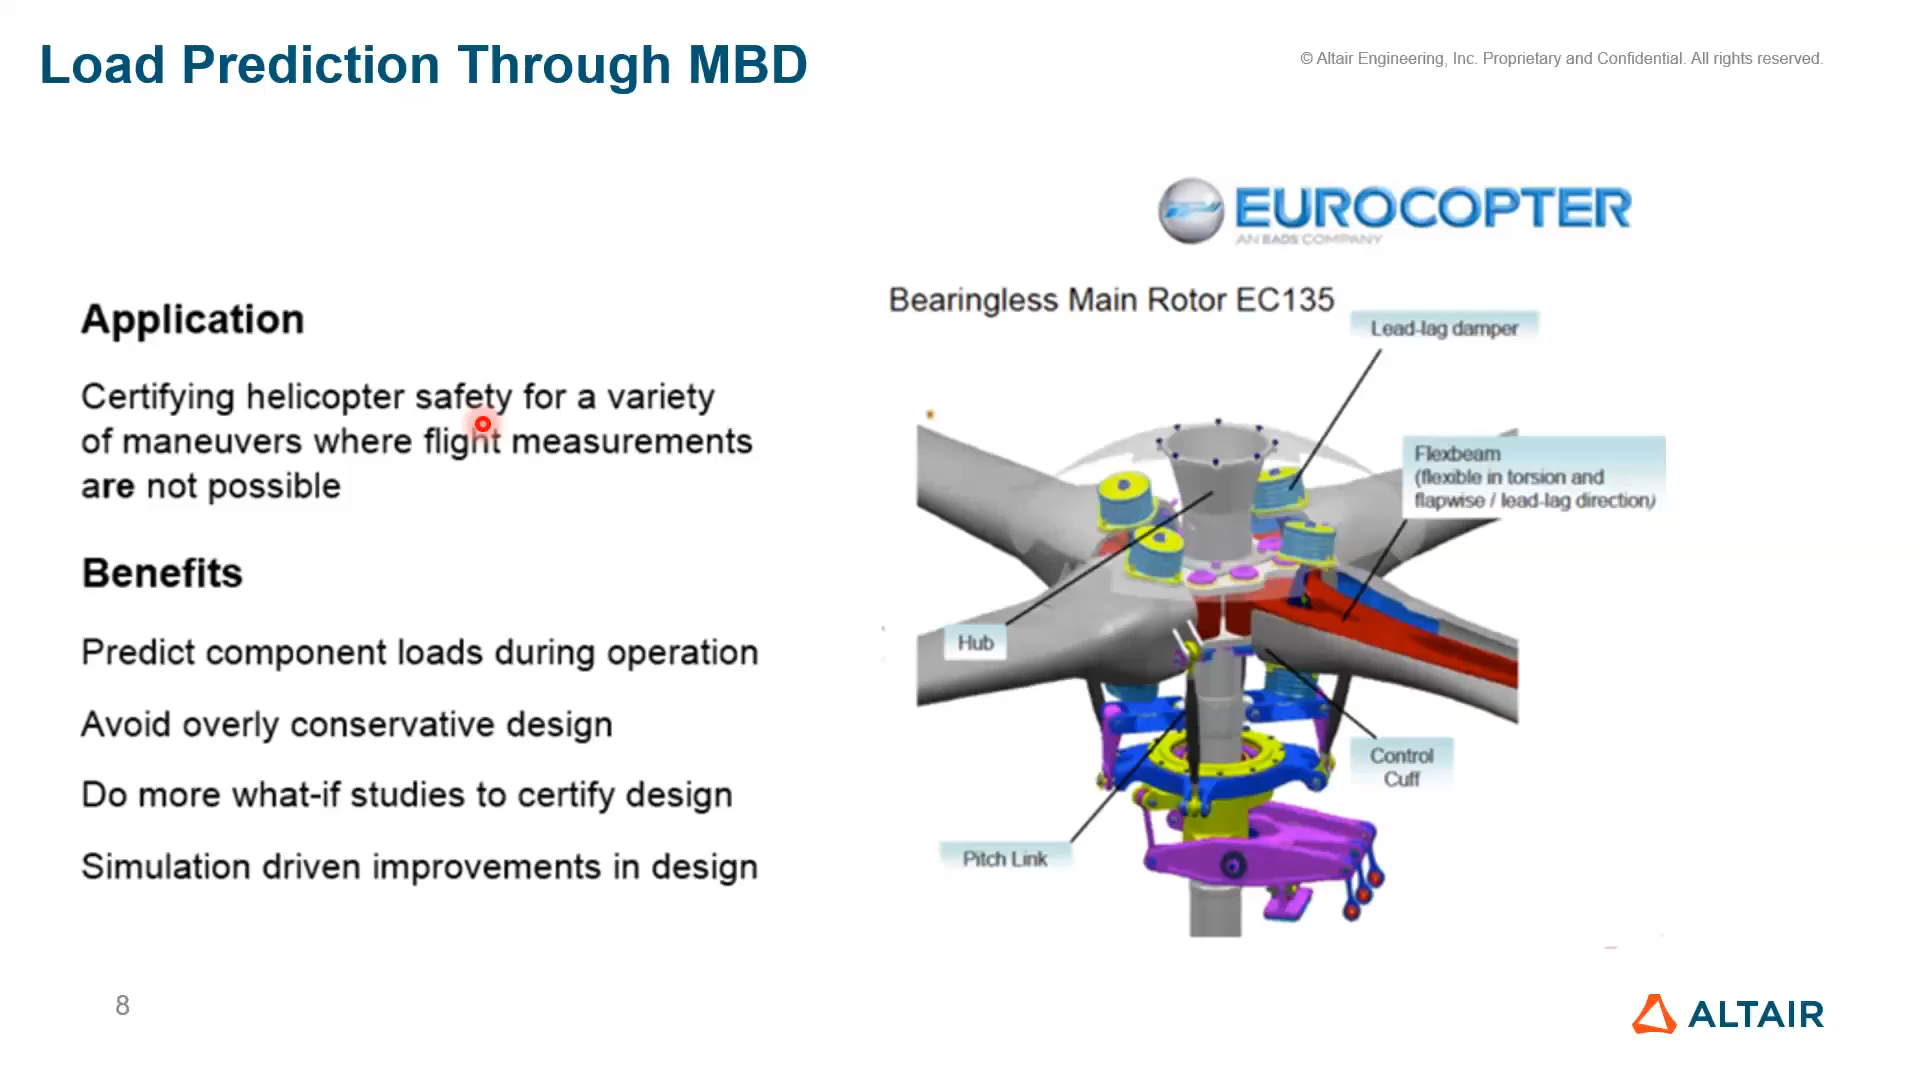 Load Prediction Through MBD
© Altair Engineering, Inc. Proprietary and Confidential. All rights reserved.
EUROCOPTER
AN EADS COMPANY
Bearingless Main Rotor EC135
Application
Certifying helicopter safety for a variety
of maneuvers where flight measurements
are not possible
Benefits
Predict component loads during operation
Avoid overly conservative design
Do more what-if studies to certify design
Simulation driven improvements in design
Lead-lag damper
Flexbeam
(flexible in torsion and
flapwise / lead-lag direction)
Hub
Control
Cuff
Pitch Link
8
ALTAIR